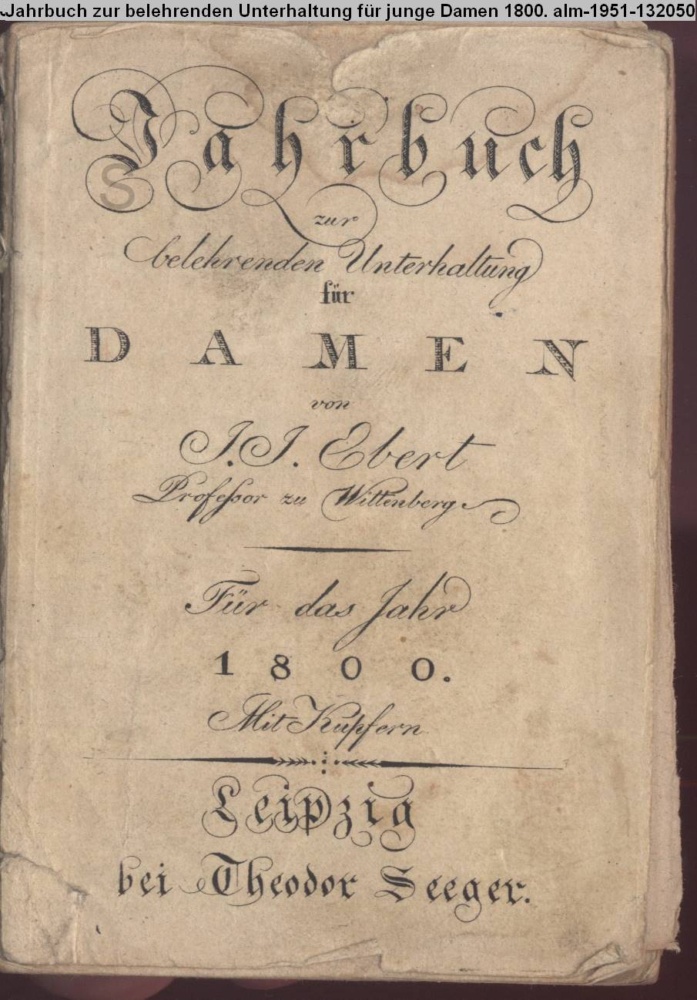 Jahrbuch zur belehrenden Unterhaltung für junge Damen 1800. alm-1951-132050
Jahrbuch
S
zur
belehrenden Unterhaltung
für
DAMEN
von
J. J. Ebert
Profeſsor zu Wittenberg
Für das Jahr
1800.
Mit Kupfern
Leipzig
bei Theodor Seeger.